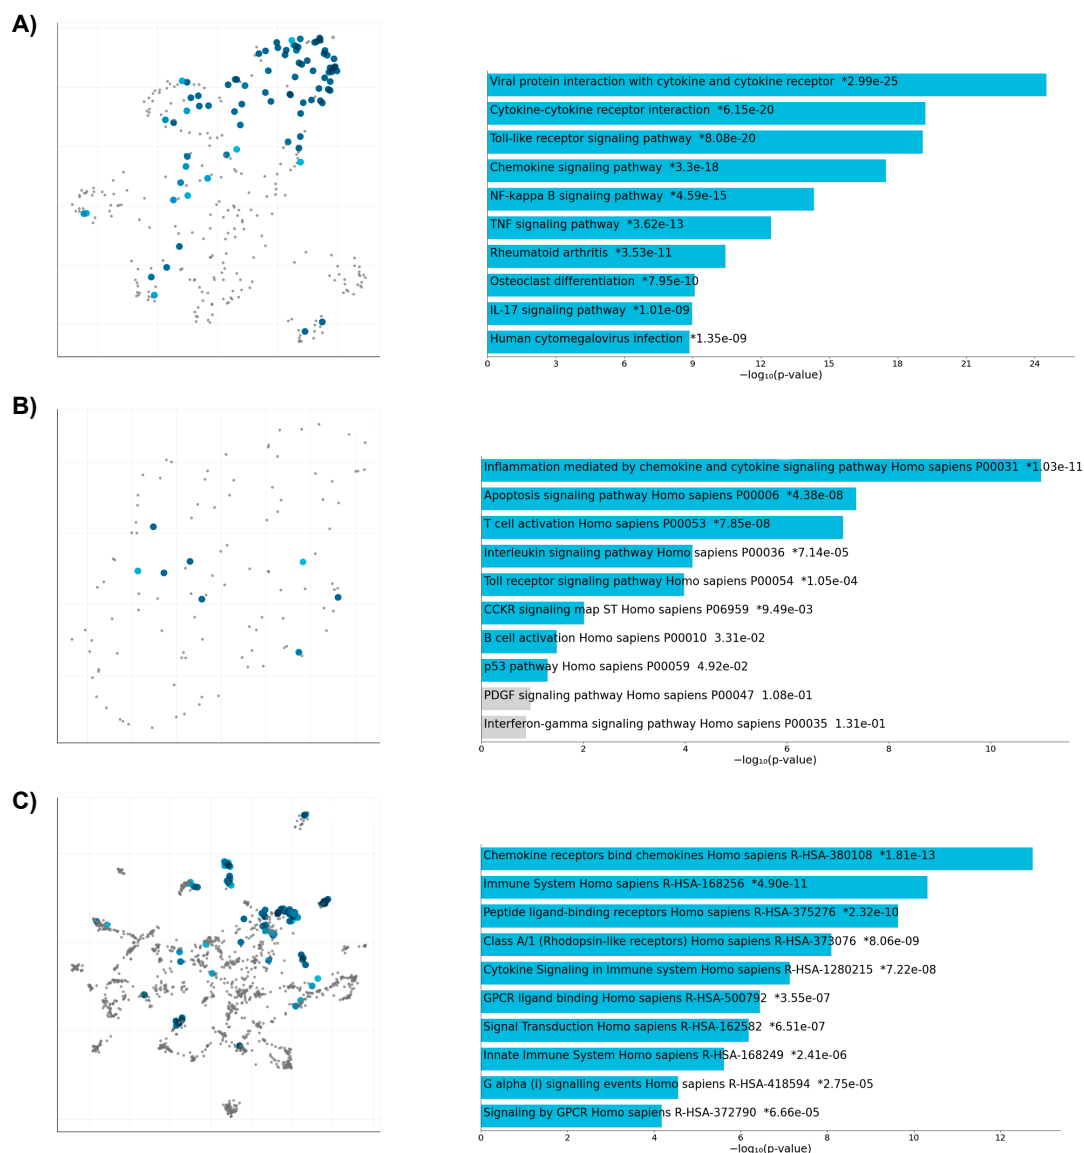 A)
Viral protein interaction with cytokine and cytokine receptor *2.99e-25
Cytokine-cytokine receptor interaction *6.15e-20
Toll-like receptor signaling pathway *8.08e-20
Chemokine signaling pathway *3.3e-18
NF-kappa B signaling pathway *4.59e-15
TNF signaling pathway *3.62e-13
Rheumatoid arthritis *3.53e-11
Osteoclast differentiation *7.95e-10
IL-17 signaling pathway *1.01e-09
Human cytomegalovirus infection *1.35e-09
0 3 6 9 12 15 18 21 24
−log₁₀(p-value)
B)
Inflammation mediated by chemokine and cytokine signaling pathway Homo sapiens P00031 *1.03e-11
Apoptosis signaling pathway Homo sapiens P00006 *4.38e-08
T cell activation Homo sapiens P00053 *7.85e-08
Interleukin signaling pathway Homo sapiens P00036 *7.14e-05
Toll receptor signaling pathway Homo sapiens P00054 *1.05e-04
CCKR signaling map ST Homo sapiens P06959 *9.49e-03
B cell activation Homo sapiens P00010 3.31e-02
p53 pathway Homo sapiens P00059 4.92e-02
PDGF signaling pathway Homo sapiens P00047 1.08e-01
Interferon-gamma signaling pathway Homo sapiens P00035 1.31e-01
0 2 4 6 8 10
−log₁₀(p-value)
C)
Chemokine receptors bind chemokines Homo sapiens R-HSA-380108 *1.81e-13
Immune System Homo sapiens R-HSA-168256 *4.90e-11
Peptide ligand-binding receptors Homo sapiens R-HSA-375276 *2.32e-10
Class A/1 (Rhodopsin-like receptors) Homo sapiens R-HSA-373076 *8.06e-09
Cytokine Signaling in Immune system Homo sapiens R-HSA-1280215 *7.22e-08
GPCR ligand binding Homo sapiens R-HSA-500792 *3.55e-07
Signal Transduction Homo sapiens R-HSA-162582 *6.51e-07
Innate Immune System Homo sapiens R-HSA-168249 *2.41e-06
G alpha (i) signalling events Homo sapiens R-HSA-418594 *2.75e-05
Signaling by GPCR Homo sapiens R-HSA-372790 *6.66e-05
0 2 4 6 8 10 12
−log₁₀(p-value)